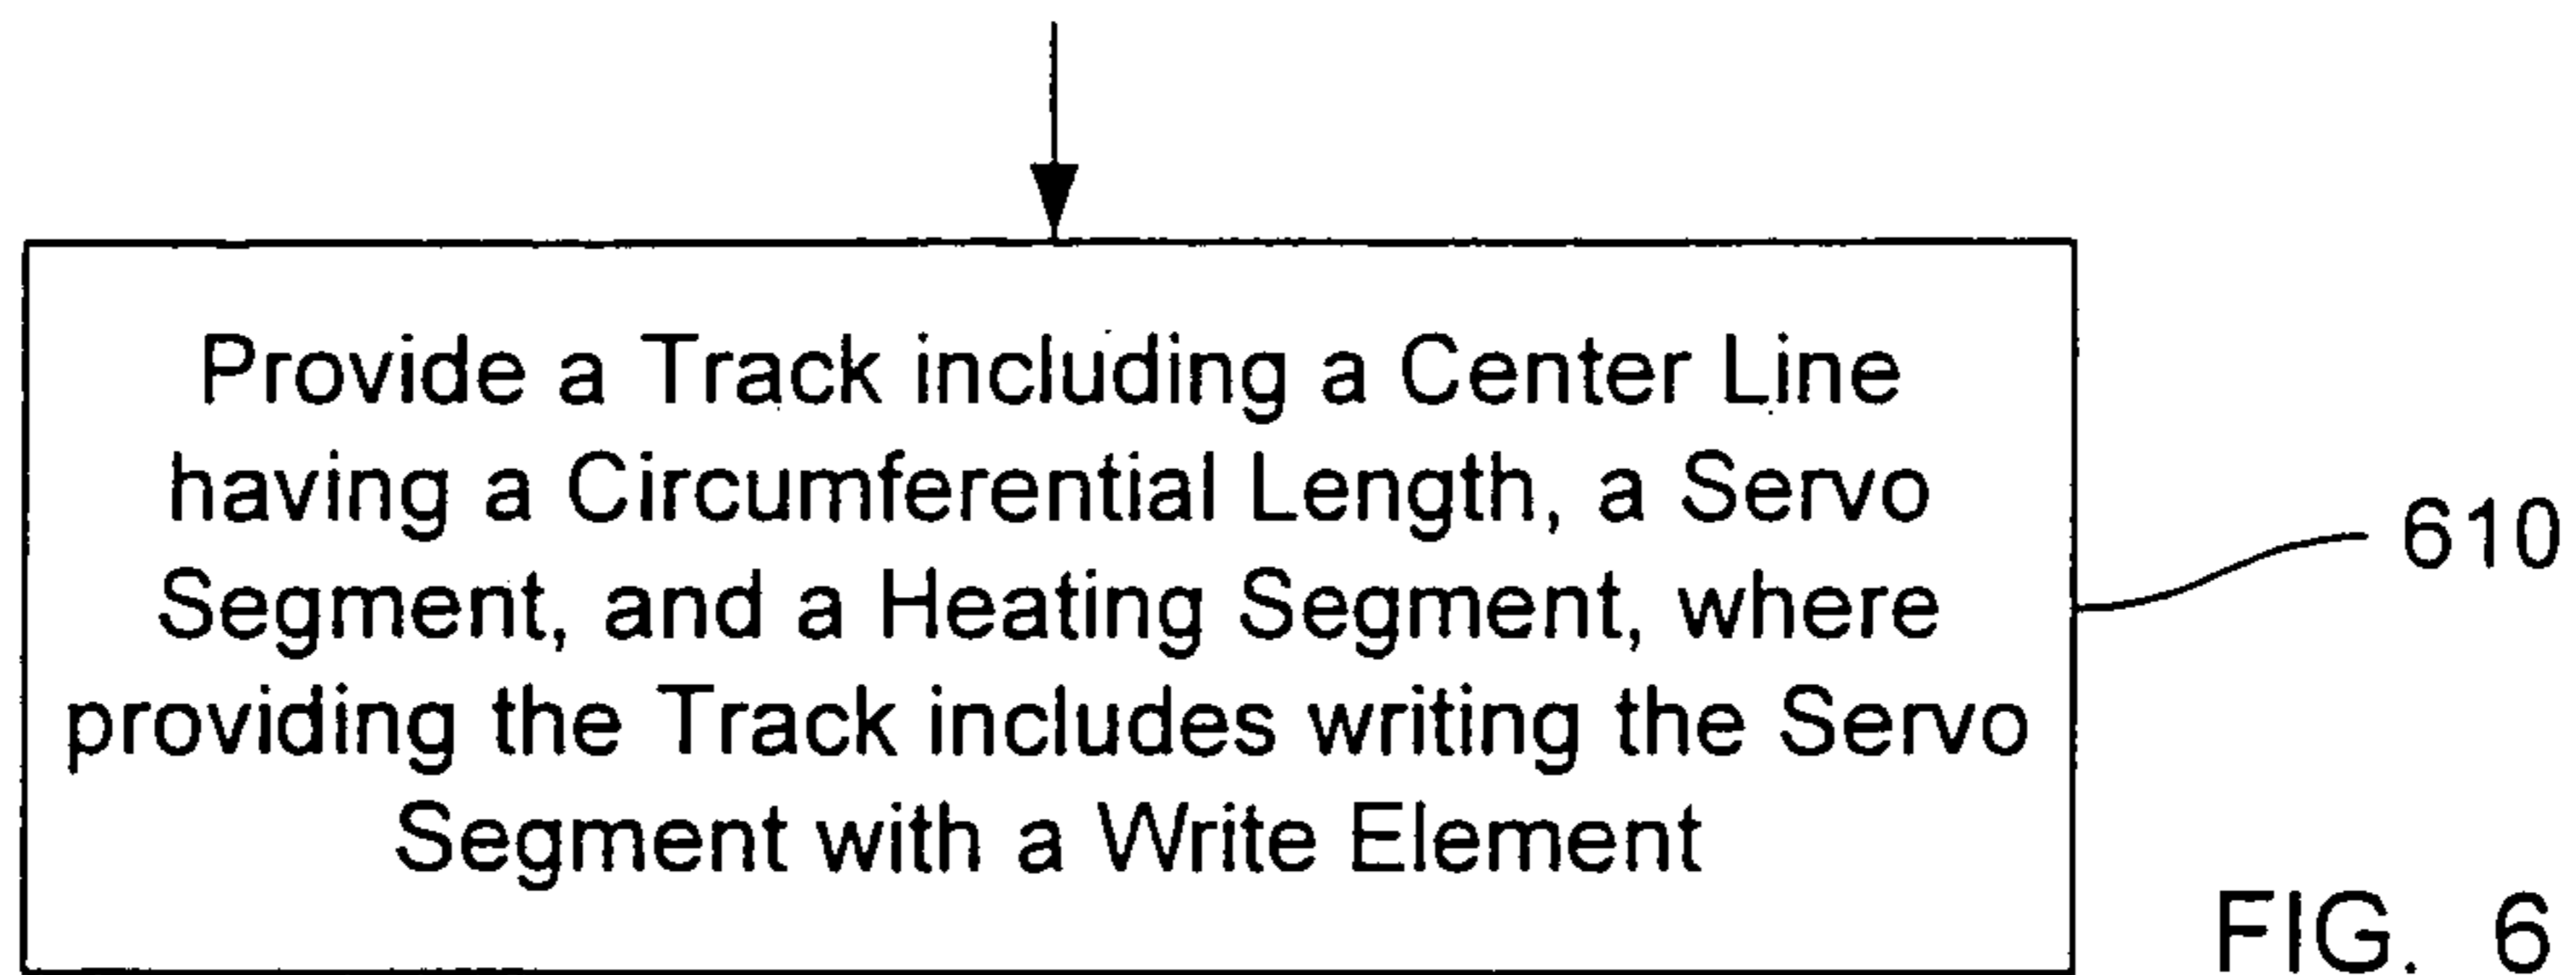 Provide a Track including a Center Line
having a Circumferential Length, a Servo
Segment, and a Heating Segment, where
providing the Track includes writing the Servo
Segment with a Write Element
610
FIG. 6